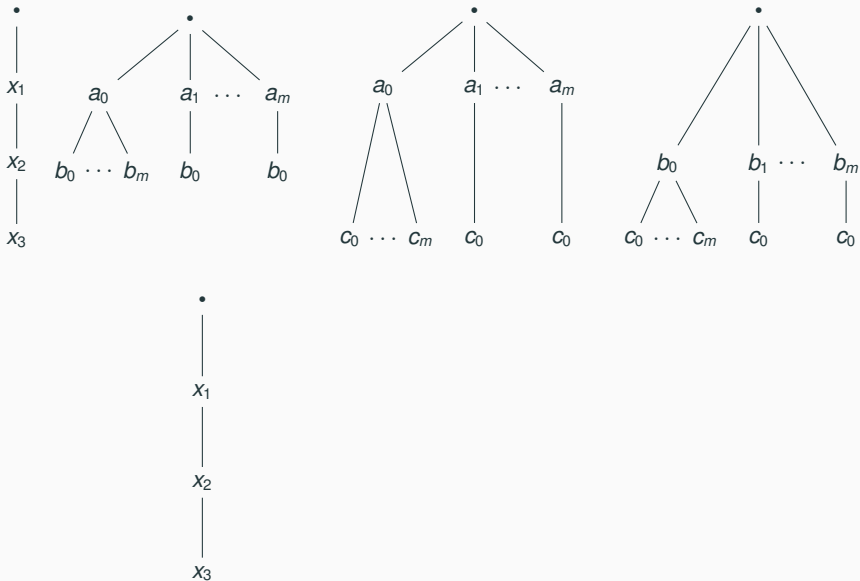 x₁ a₀ a₁ ··· aₘ a₀ a₁ ··· aₘ
x₂ b₀ ··· bₘ b₀ b₀ b₀ b₁ ··· bₘ
x₃ c₀ ··· cₘ c₀ c₀ c₀ ··· cₘ c₀ c₀
x₁
x₂
x₃